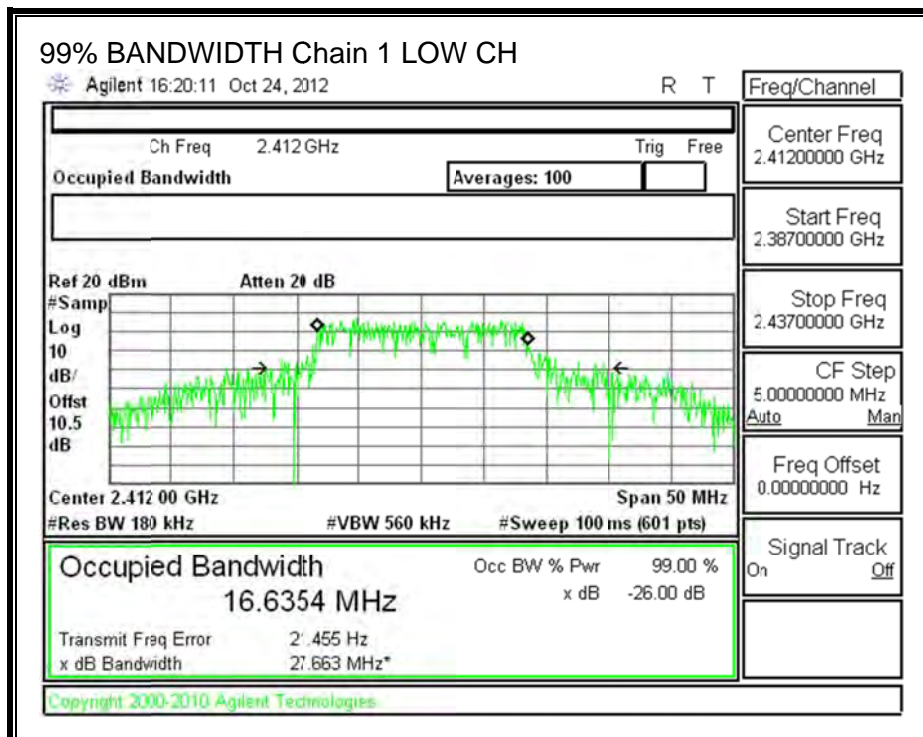 99% BANDWIDTH Chain 1 LOW CH
Agilent 16:20:11 Oct 24, 2012 R T
Freq/Channel
Ch Freq 2.412 GHz Trig Free
Occupied Bandwidth Averages: 100
Ref 20 dBm Atten 20 dB
#Samp
Log
10
dB/
Offst
10.5
dB
Center 2.412 00 GHz Span 50 MHz
#Res BW 180 kHz #VBW 560 kHz #Sweep 100 ms (601 pts)
Occupied Bandwidth
16.6354 MHz
Occ BW % Pwr 99.00 %
x dB -26.00 dB
Transmit Freq Error Hz
x dB Bandwidth 27.663 MHz*
Copyright 2000-2010 Agilent Technologies
Center Freq
2.41200000 GHz
Start Freq
2.38700000 GHz
Stop Freq
2.43700000 GHz
CF Step
5.00000000 MHz
Auto Man
Freq Offset
0.00000000 Hz
Signal Track
On Off